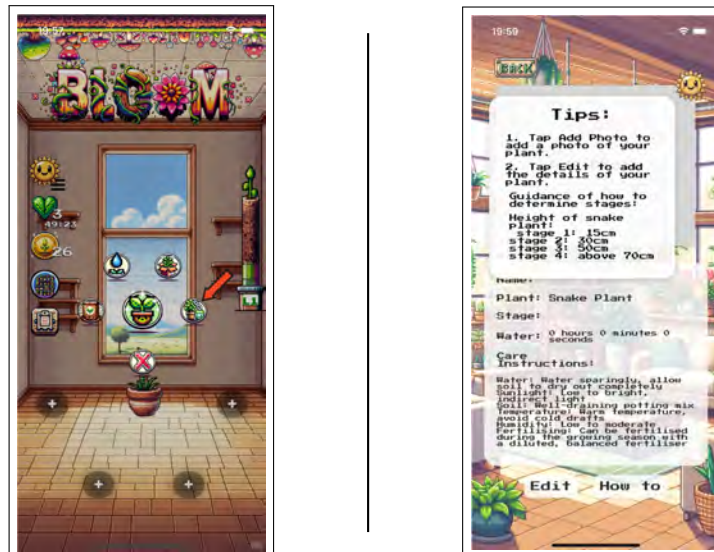 19:57
BLOOM
3
49:23
26
L1
19:59
BACK
Tips:
1. Tap Add Photo to
add a photo of your
plant.
2. Tap Edit to add
the details of your
plant.
Guidance of how to
determine stages:
Height of snake
plant:
stage 1: 15cm
stage 2: 30cm
stage 3: 50cm
stage 4: above 70cm
Name:
Plant: Snake Plant
Stage:
Water: 0 hours 0 minutes 0
seconds
Care
Instructions:
Water: Water sparingly, allow
soil to dry out completely
Sunlight: Low to bright,
indirect light
Soil: Well-draining potting mix
Temperature: Warm temperature,
avoid cold drafts
Humidity: Low to moderate
Fertilising: Can be fertilised
during the growing season with
a diluted, balanced fertiliser
Edit
How to